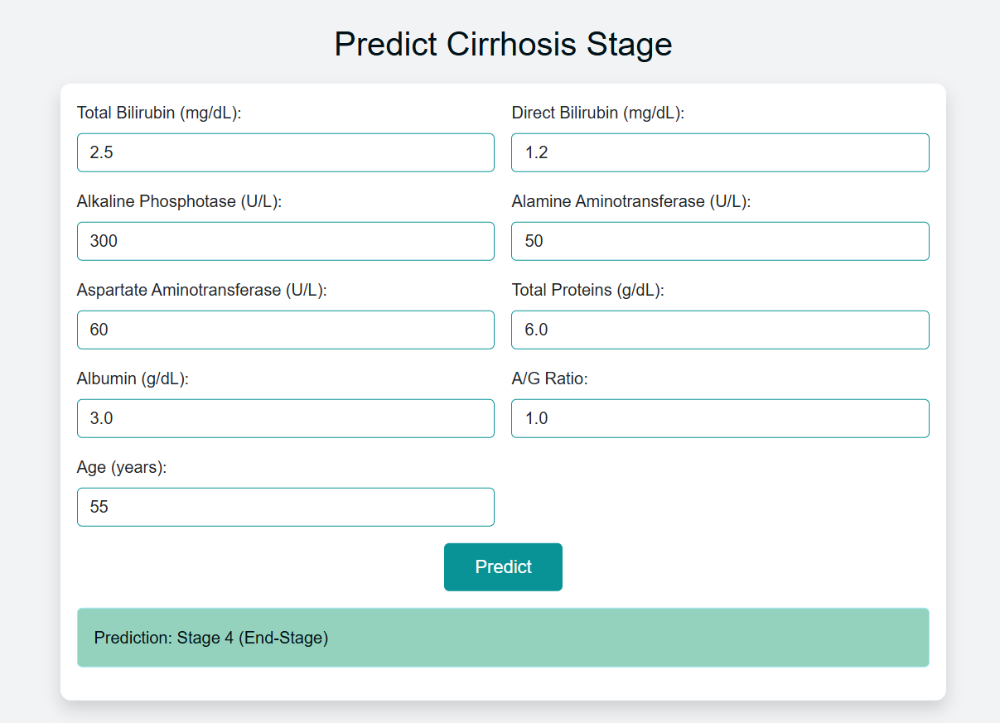 Predict Cirrhosis Stage
Total Bilirubin (mg/dL):
Direct Bilirubin (mg/dL):
2.5
1.2
Alkaline Phosphotase (U/L):
Alamine Aminotransferase (U/L):
300
50
Aspartate Aminotransferase (U/L):
Total Proteins (g/dL):
60
6.0
Albumin (g/dL):
A/G Ratio:
3.0
1.0
Age (years):
55
Predict
Prediction: Stage 4 (End-Stage)